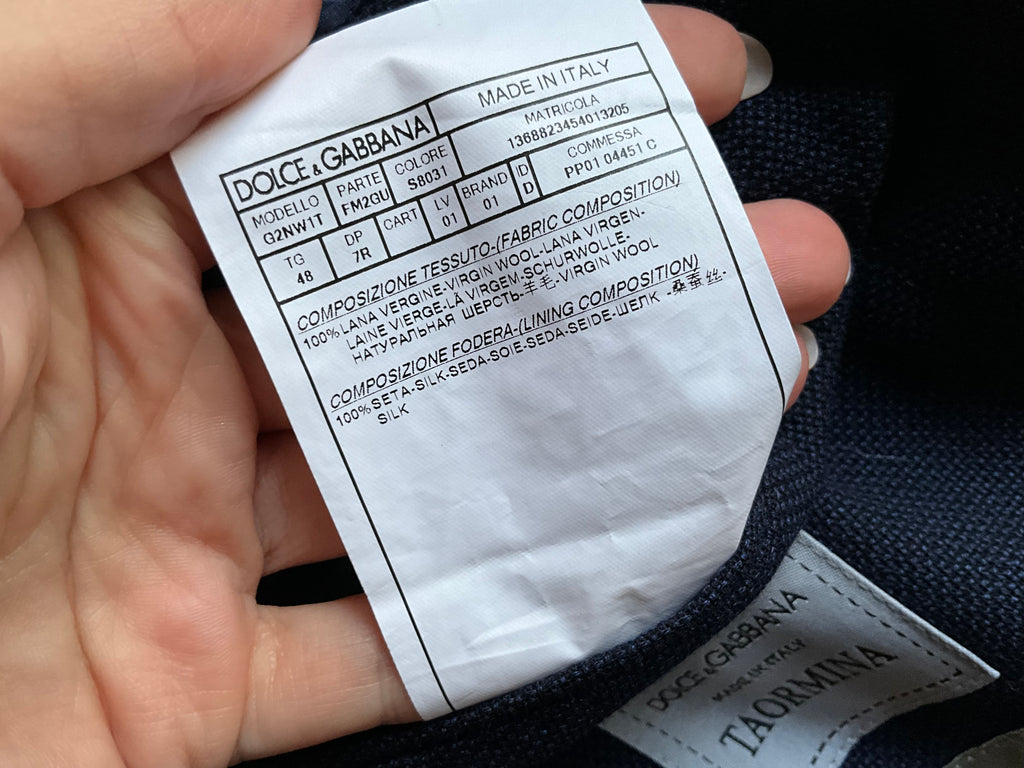 DOLCE & GABBANA
MADE IN ITALY
MODELLO
G2NW1T
PARTE
FM2GU
COLORE
S8031
MATRICOLA
1368823454013205
TG
48
DP
7R
CART
LV
01
BRAND
01
ID
D
COMMESSA
PP01 04451 C
COMPOSIZIONE TESSUTO-(FABRIC COMPOSITION)
100% LANA VERGINE-VIRGIN WOOL-LANA VIRGEN-
LAINE VIERGE-LÀ VIRGEM-SCHURWOLLE-
НАТУРАЛЬНАЯ ШЕРСТЬ-羊毛-VIRGIN WOOL
COMPOSIZIONE FODERA-(LINING COMPOSITION)
100%SETA-SILK-SEDA-SOIE-SEDA-SEIDE-ШЕЛК -桑蚕丝-
SILK
DOLCE & GABBANA
MADE IN ITALY
TAORMINA